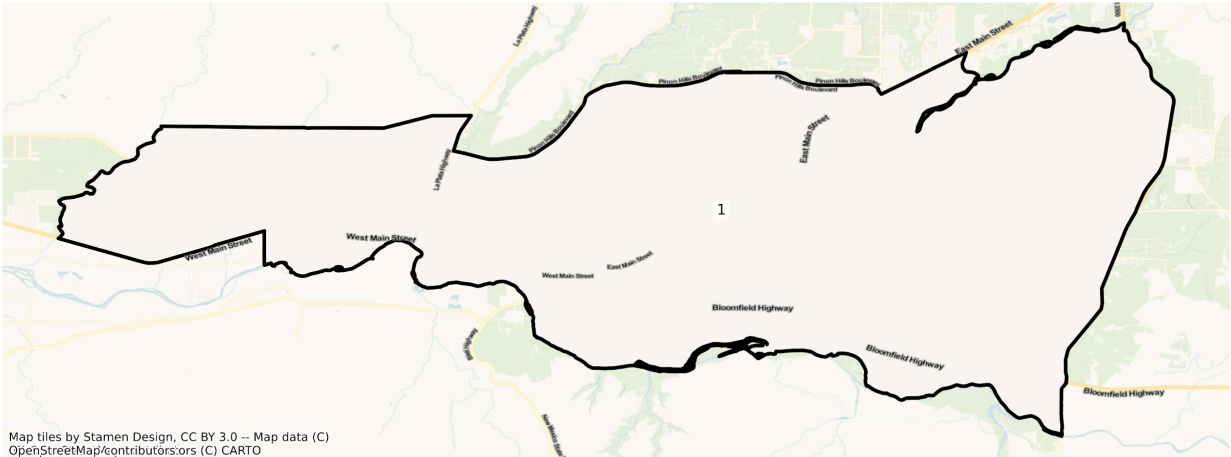 La Plata Highway
East Main Street
Pinon Hills Boulevard
Pinon Hills Boulevard
Pinon Hills Boulevard
Pinon Hills Boulevard
East Main Street
La Plata Highway
1
West Main Street
West Main Street
East Main Street
West Main Street
Bloomfield Highway
Bloomfield Highway
Bloomfield Highway
New Mexico
Map tiles by Stamen Design, CC BY 3.0 -- Map data (C)
OpenStreetMap contributors (C) CARTO